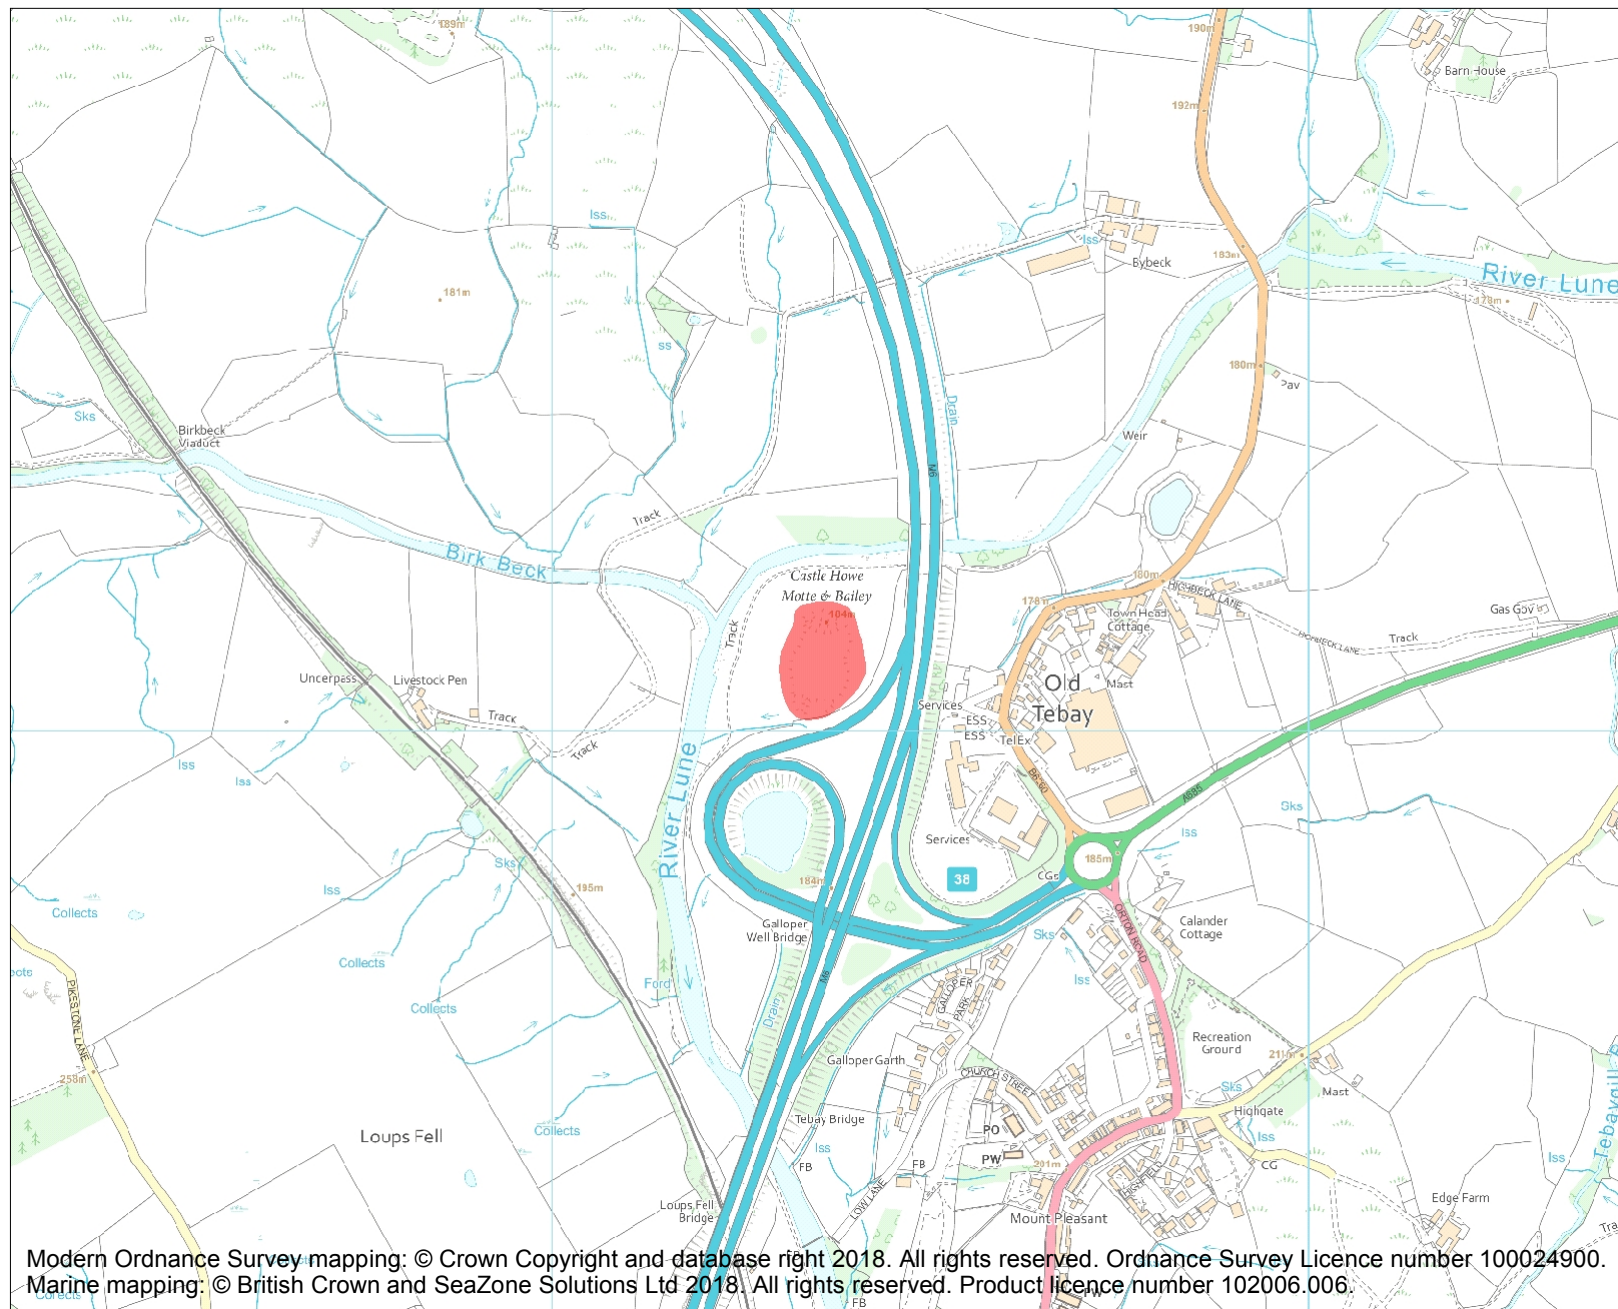 189m
190m
Barn House
192m
Iss
Iss
Bybeck
183m
River Lune
178m
181m
ss
180m
Pav
Sks
Drain
Birkbeck
Viaduct
Weir
M6
Track
Birk Beck
Castle Howe
Motte & Bailey
184m
180m
HIGHBECK LANE
178m
Town Head
Cottage
Gas Gov
HIGHBECK LANE
Track
Track
Livestock Pen
Old
Tebay
Mast
Services
ESS
ESS
TelEx
Track
Track
Iss
Iss
A685
Sks
Iss
River Lune
Services
185m
38
CGs
Sks
Iss
195m
184m
Collects
Galloper
Well Bridge
ORTON ROAD
Calander
Cottage
Sks
Collects
Iss
PIKESTONE LANE
Ford
M6
GALLOPER
PARK
Collects
Drain
Recreation
Ground
211m
Galloper Garth
CHURCH STREET
258m
Sks
Mast
Highgate
Tebay Bridge
PO
Collects
Loups Fell
Iss
Iss
Iss
Tebaygill
PW
FB
FB
201m
CG
HIGHFIELD
LOW LANE
Edge Farm
Loups Fell
Bridge
Mount Pleasant
Modern Ordnance Survey mapping: © Crown Copyright and database right 2018. All rights reserved. Ordnance Survey Licence number 100024900.
Marine mapping: © British Crown and SeaZone Solutions Ltd 2018. All rights reserved. Product licence number 102006.006.
FB